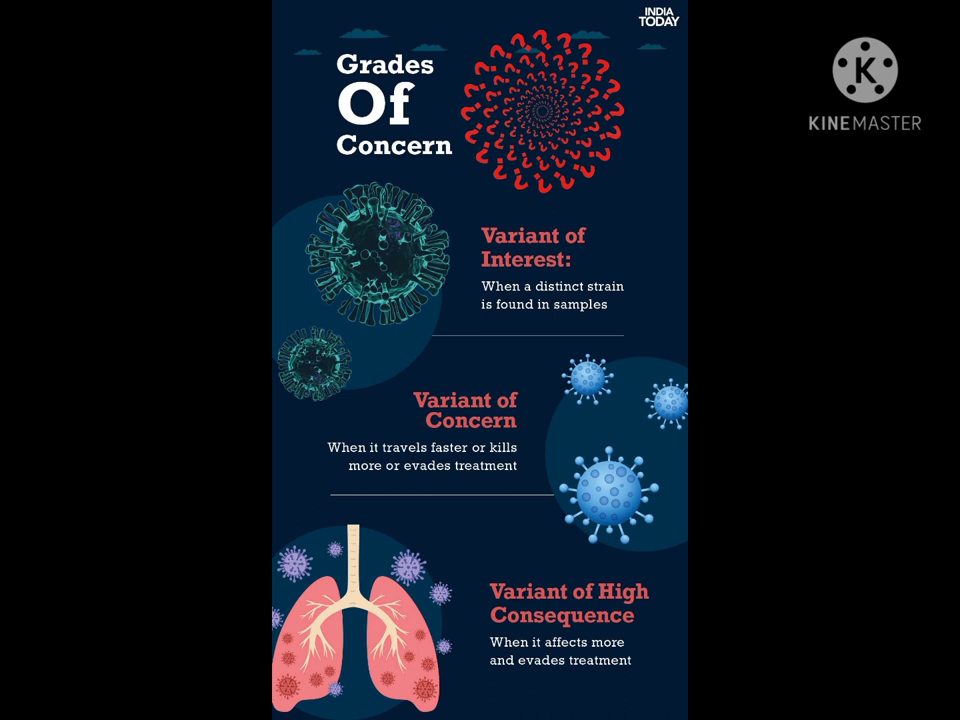 INDIA
TODAY
KINEMASTER
Grades
Of
Concern
Variant of
Interest:
When a distinct strain
is found in samples
Variant of
Concern
When it travels faster or kills
more or evades treatment
Variant of High
Consequence
When it affects more
and evades treatment